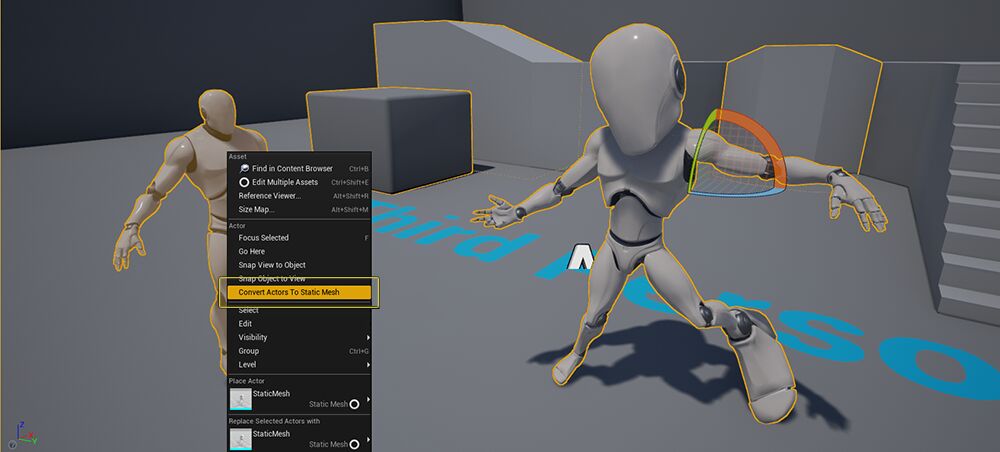 Asset
Find in Content Browser Ctrl+B
Edit Multiple Assets Ctrl+Shift+E
Reference Viewer... Alt+Shift+R
Size Map... Alt+Shift+M
Actor
Focus Selected F
Go Here
Snap View to Object
Snap Object to View
Convert Actors To Static Mesh
Select
Edit
Visibility
Group Ctrl+G
Level
Place Actor
StaticMesh
Static Mesh
Replace Selected Actors with
StaticMesh
Static Mesh
Third
Z
X
Y